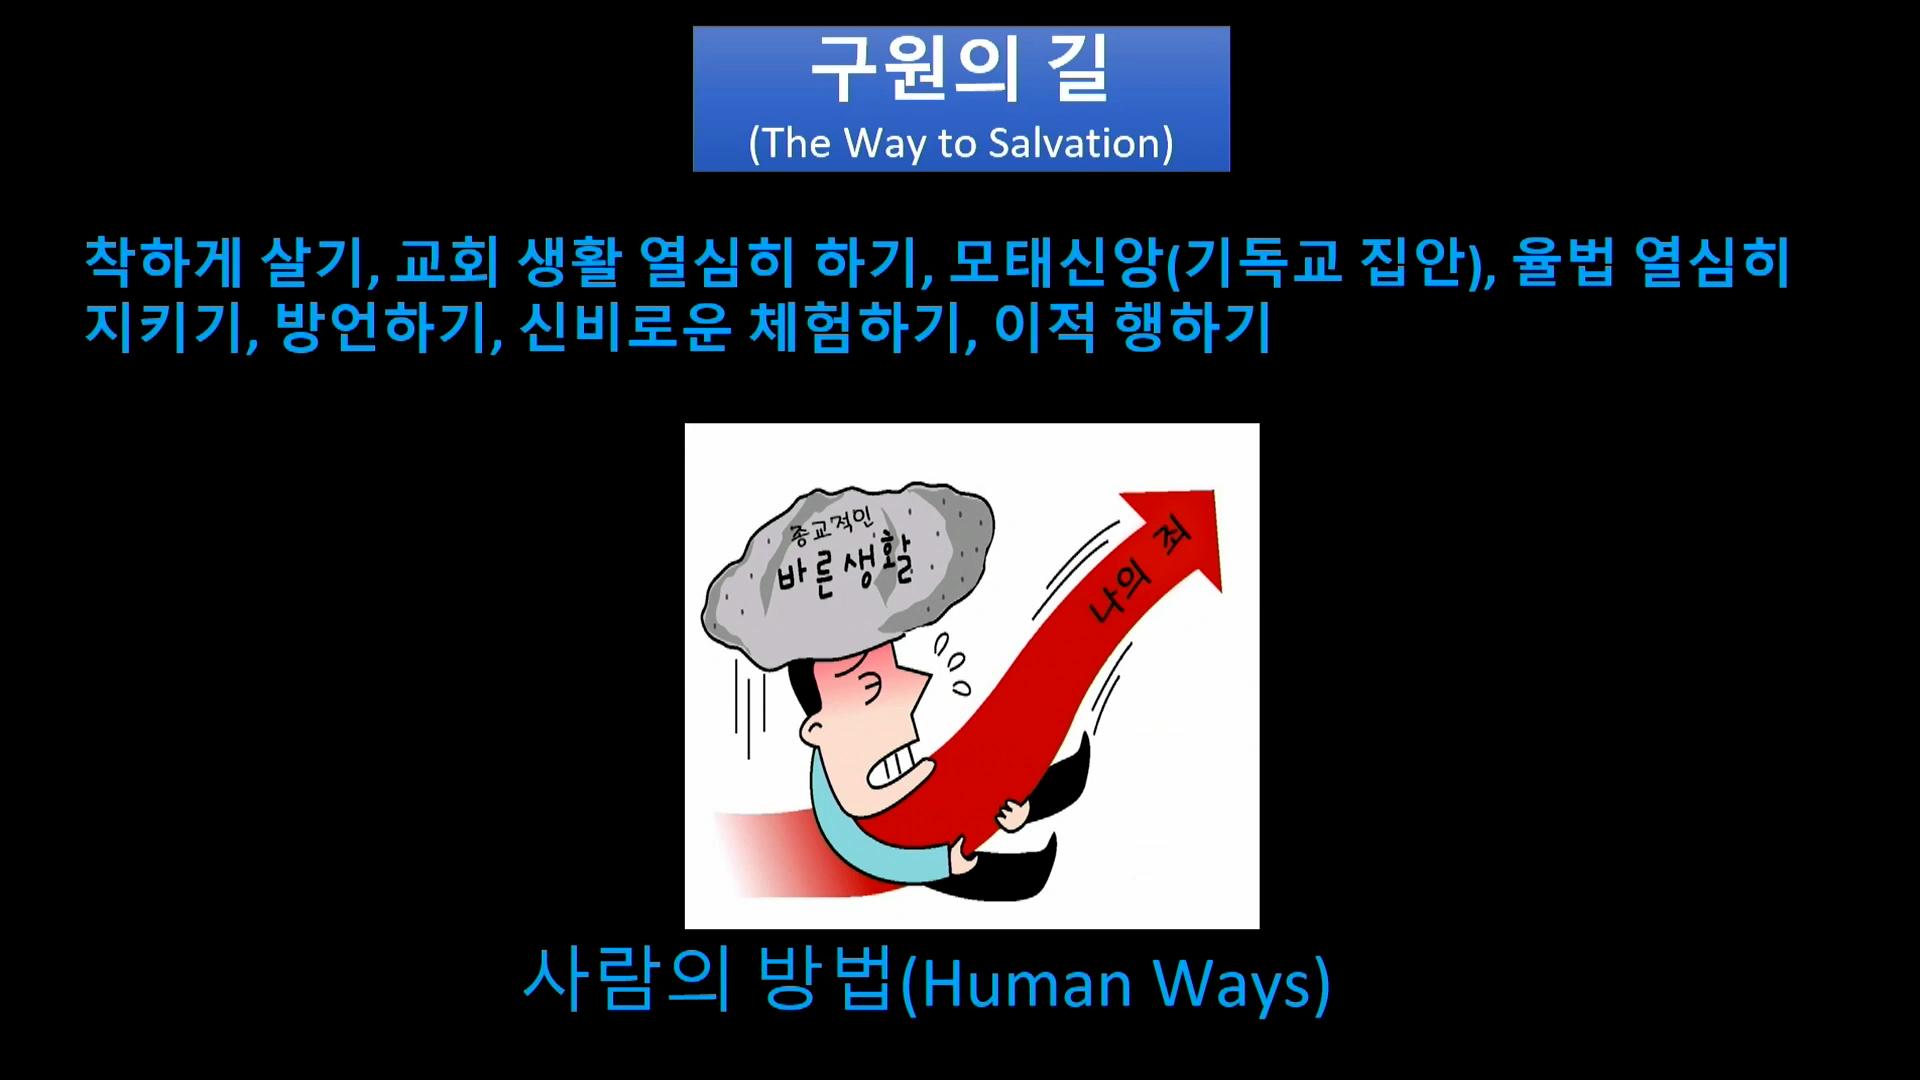 구원의 길
(The Way to Salvation)
착하게 살기, 교회 생활 열심히 하기, 모태신앙(기독교 집안), 율법 열심히
지키기, 방언하기, 신비로운 체험하기, 이적 행하기
종교적인
바른생활
나의 죄
사람의 방법(Human Ways)